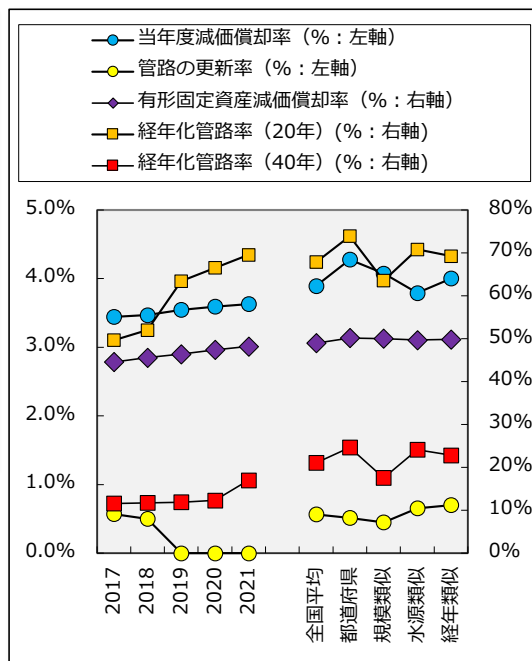 当年度減価償却率（%：左軸）
管路の更新率（%：左軸）
有形固定資産減価償却率（%：右軸）
経年化管路率（20年）(%：右軸)
経年化管路率（40年）(%：右軸)
5.0%
4.0%
3.0%
2.0%
1.0%
0.0%
80%
70%
60%
50%
40%
30%
20%
10%
0%
2017
2018
2019
2020
2021
全国平均
都道府県
規模類似
水源類似
経年類似